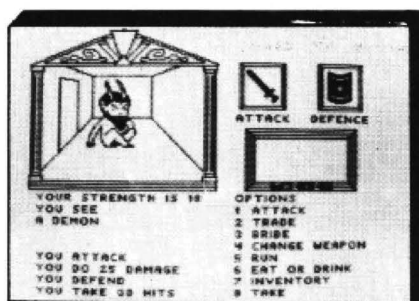 ATTACK DEFENCE
YOUR STRENGTH IS
YOU SEE
A DEMON
YOU ATTACK
YOU DO 25 DAMAGE
YOU DEFEND
YOU TAKE HITS
OPTIONS
1 ATTACK
2 TRADE
3 BRIBE
4 CHANGE WEAPON
5 RUN
6 EAT OR DRINK
7 INVENTORY
8 TAKE